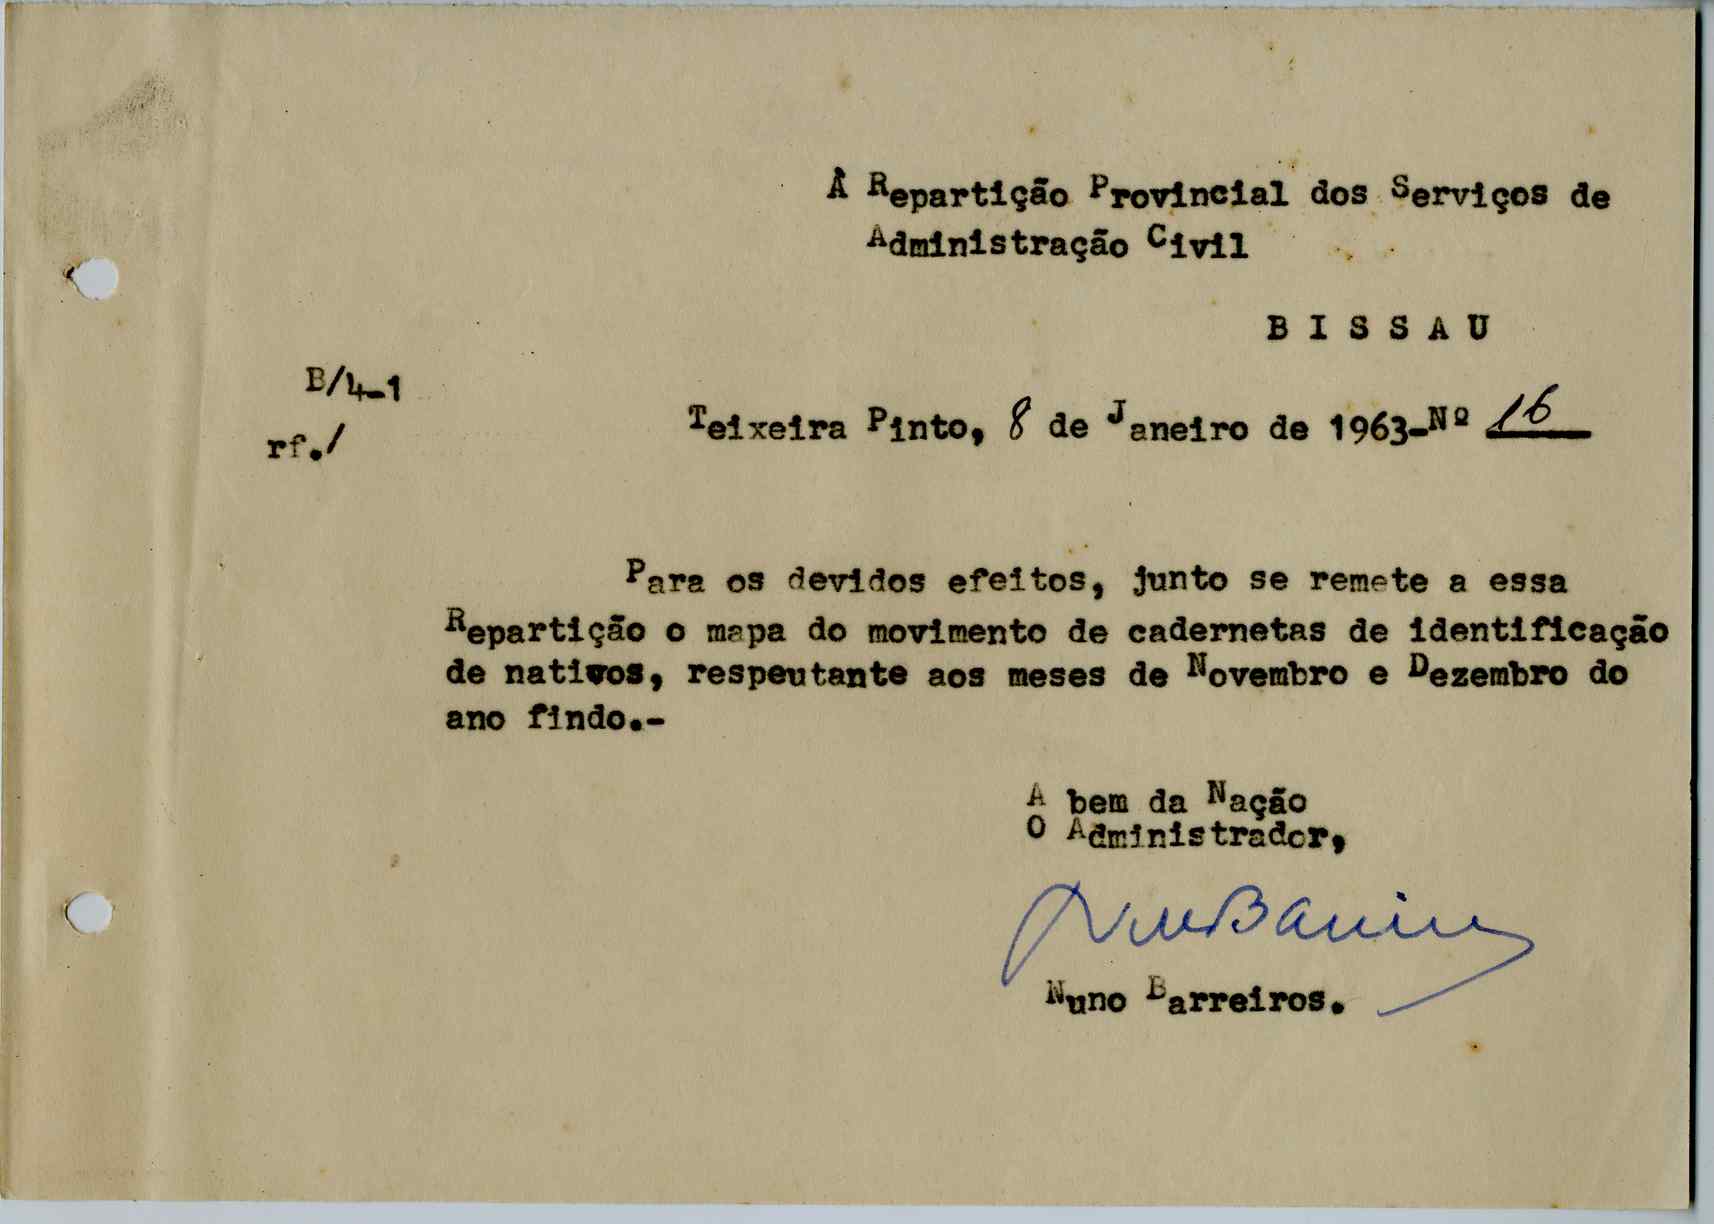 À Repartição Provincial dos Serviços de
Administração Civil
B I S S A U
B/4-1
Teixeira Pinto, 8 de Janeiro de 1963-Nº 16
rf./
Para os devidos efeitos, junto se remete a essa
Repartição o mapa do movimento de cadernetas de identificação
de nativos, respeutante aos meses de Novembro e Dezembro do
ano findo.-
A bem da Nação
O Administrador,
Nuno Barreiros.